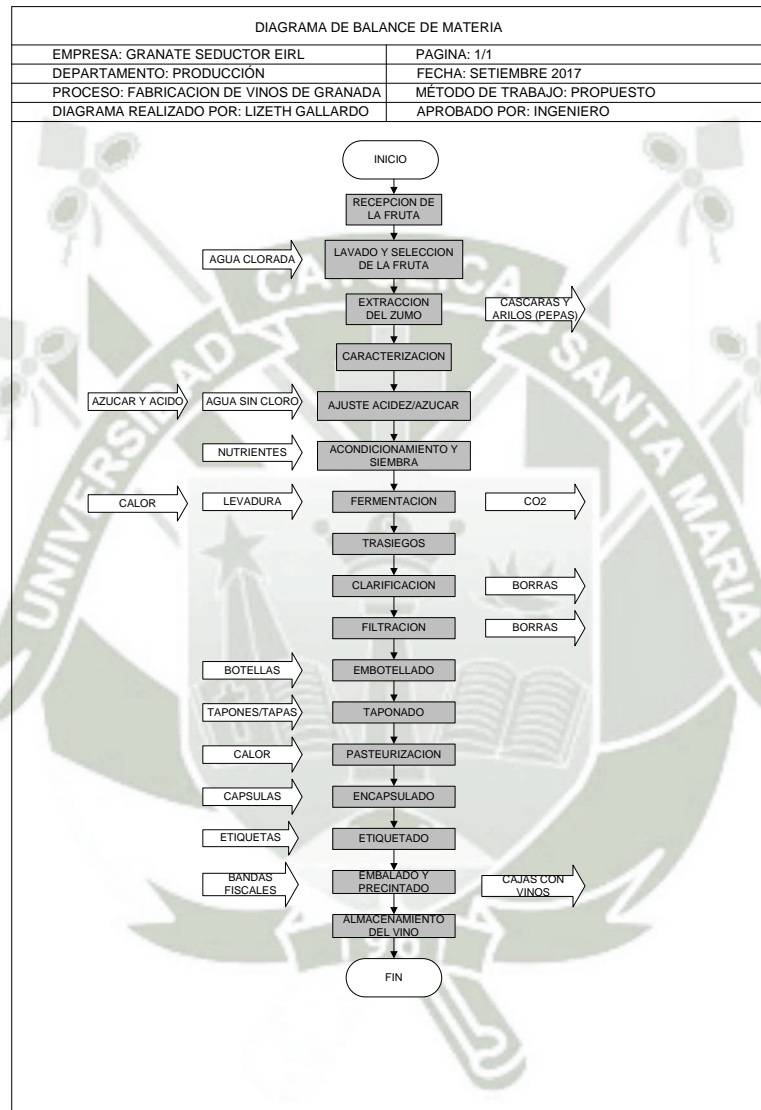 DIAGRAMA DE BALANCE DE MATERIA
EMPRESA: GRANATE SEDUCTOR EIRL
PAGINA: 1/1
DEPARTAMENTO: PRODUCCIÓN
FECHA: SETIEMBRE 2017
PROCESO: FABRICACION DE VINOS DE GRANADA
MÉTODO DE TRABAJO: PROPUESTO
DIAGRAMA REALIZADO POR: LIZETH GALLARDO
APROBADO POR: INGENIERO
INICIO
RECEPCION DE
LA FRUTA
AGUA CLORADA
LAVADO Y SELECCION
DE LA FRUTA
EXTRACCION
DEL ZUMO
CASCARAS Y
ARILOS (PEPAS)
CARACTERIZACION
AZUCAR Y ACIDO
AGUA SIN CLORO
AJUSTE ACIDEZ/AZUCAR
NUTRIENTES
ACONDICIONAMIENTO Y
SIEMBRA
CALOR
LEVADURA
FERMENTACION
CO2
TRASIEGOS
CLARIFICACION
BORRAS
FILTRACION
BORRAS
BOTELLAS
EMBOTELLADO
TAPONES/TAPAS
TAPONADO
CALOR
PASTEURIZACION
CAPSULAS
ENCAPSULADO
ETIQUETAS
ETIQUETADO
BANDAS
FISCALES
EMBALADO Y
PRECINTADO
CAJAS CON
VINOS
ALMACENAMIENTO
DEL VINO
FIN
UNIVERSIDAD CATOLICA SANTA MARIA